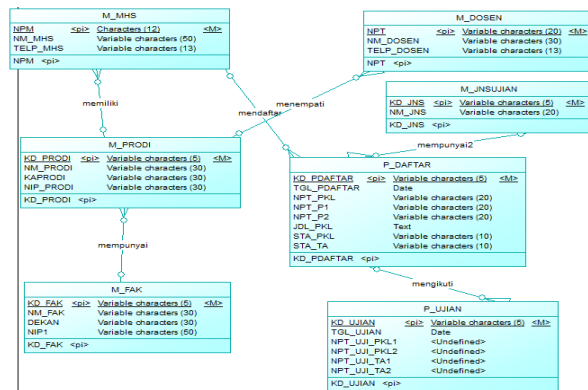 M_MHS
NPM <pi> Characters (12) <M>
NM_MHS Variable characters (50)
TELP_MHS Variable characters (13)
NPM <pi>
M_DOSEN
NPT <pi> Variable characters (20) <M>
NM_DOSEN Variable characters (30)
TELP_DOSEN Variable characters (13)
NPT <pi>
M_JNSUJIAN
KD_JNS <pi> Variable characters (5) <M>
NM_JNS Variable characters (20)
KD_JNS <pi>
memiliki
mendaftar
menempati
mempunyai2
M_PRODI
KD_PRODI <pi> Variable characters (5) <M>
NM_PRODI Variable characters (30)
KAPRODI Variable characters (30)
NIP_PRODI Variable characters (30)
KD_PRODI <pi>
P_DAFTAR
KD_PDAFTAR <pi> Variable characters (5) <M>
TGL_PDAFTAR Date
NPT_PKL Variable characters (20)
NPT_P1 Variable characters (20)
NPT_P2 Variable characters (20)
JDL_PKL Text
STA_PKL Variable characters (10)
STA_TA Variable characters (10)
KD_PDAFTAR <pi>
mempunyai
mengikuti
M_FAK
KD_FAK <pi> Variable characters (5) <M>
NM_FAK Variable characters (30)
DEKAN Variable characters (30)
NIP1 Variable characters (50)
KD_FAK <pi>
P_UJIAN
KD_UJIAN <pi> Variable characters (5) <M>
TGL_UJIAN Date
NPT_UJI_PKL1 <Undefined>
NPT_UJI_PKL2 <Undefined>
NPT_UJI_TA1 <Undefined>
NPT_UJI_TA2 <Undefined>
KD_UJIAN <pi>